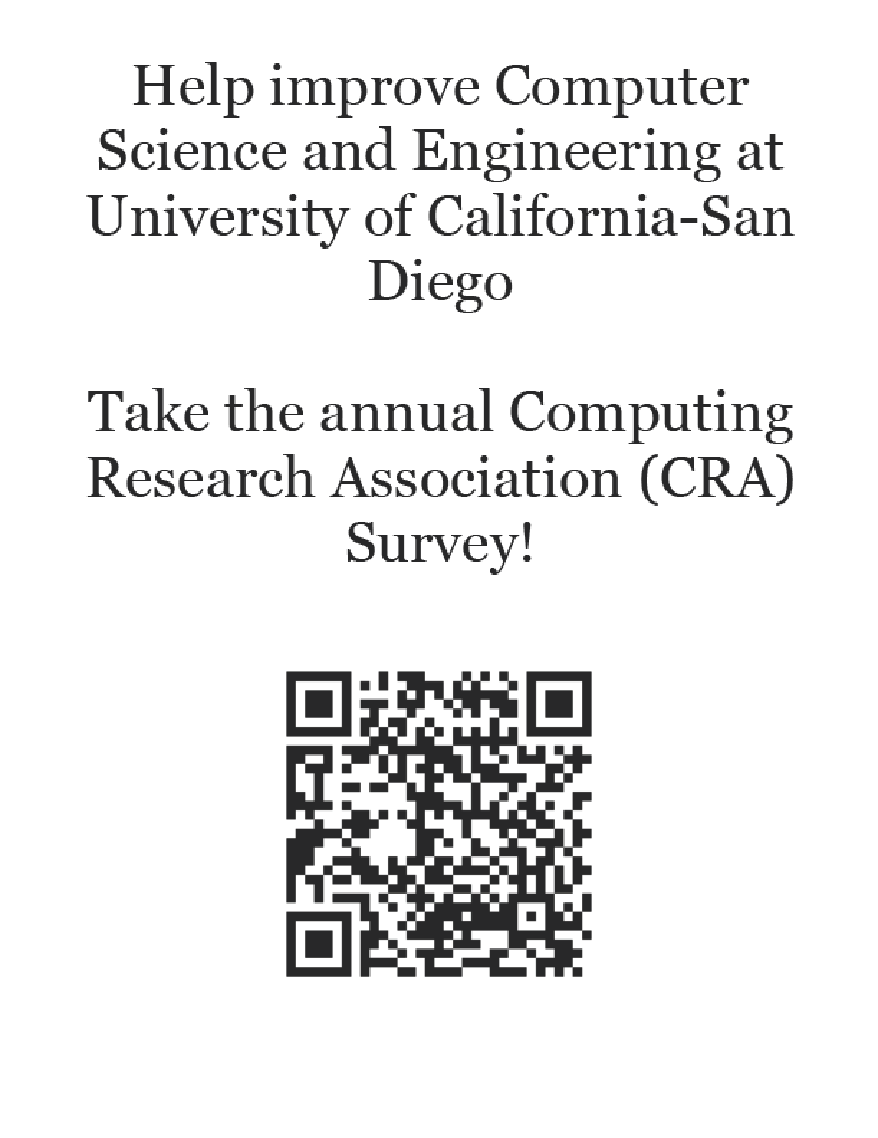 Help improve Computer
Science and Engineering at
University of California-San
Diego
Take the annual Computing
Research Association (CRA)
Survey!